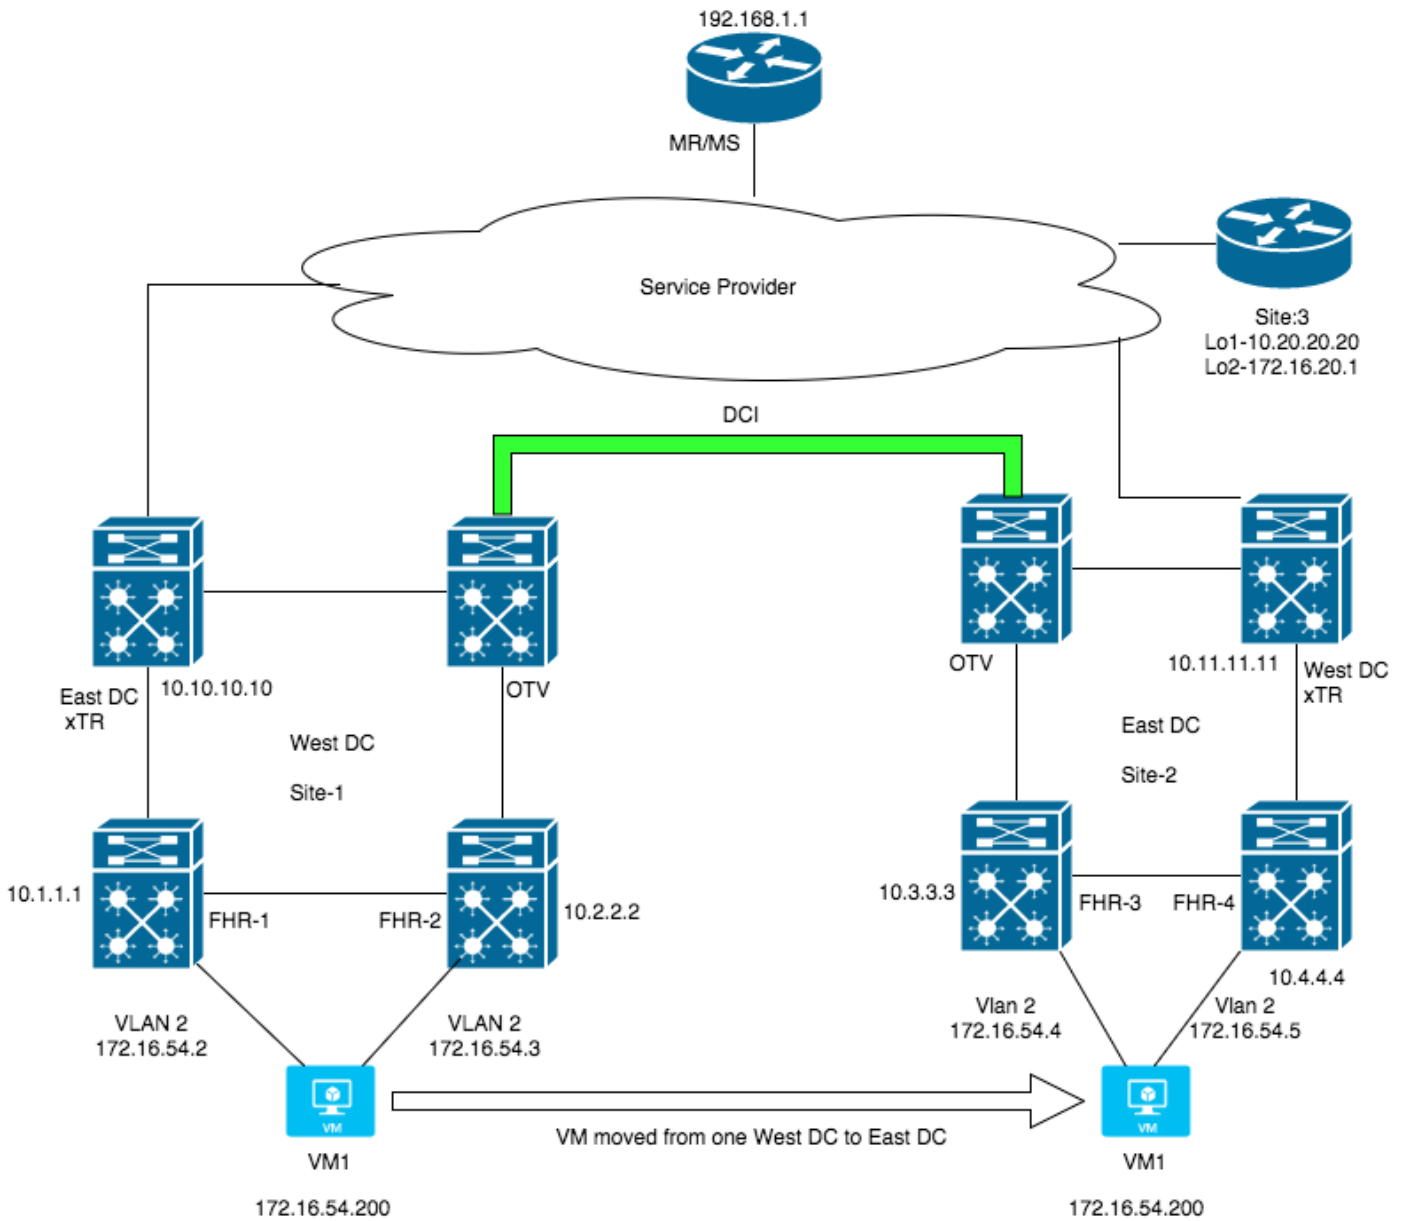 192.168.1.1
MR/MS
Service Provider
Site:3
Lo1-10.20.20.20
Lo2-172.16.20.1
DCI
East DC
xTR
10.10.10.10
OTV
West DC
Site-1
OTV
10.11.11.11
West DC
xTR
East DC
Site-2
10.1.1.1
FHR-1
FHR-2
10.2.2.2
10.3.3.3
FHR-3
FHR-4
10.4.4.4
VLAN 2
172.16.54.2
VLAN 2
172.16.54.3
Vlan 2
172.16.54.4
Vlan 2
172.16.54.5
VM
VM
VM moved from one West DC to East DC
VM1
172.16.54.200
VM1
172.16.54.200